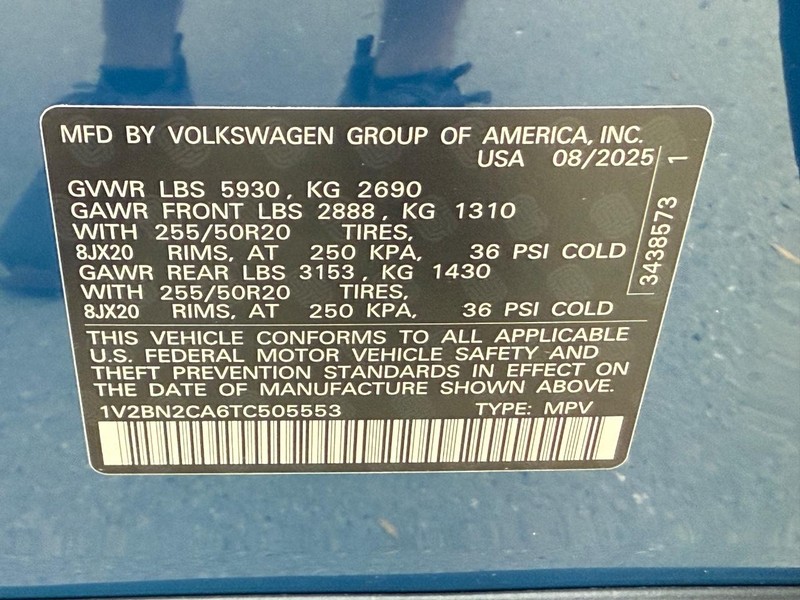 MFD BY VOLKSWAGEN GROUP OF AMERICA, INC.
USA 08/2025
GVWR LBS 5930, KG 2690
GAWR FRONT LBS 2888, KG 1310
WITH 255/50R20 TIRES,
8JX20 RIMS, AT 250 KPA, 36 PSI COLD
GAWR REAR LBS 3153, KG 1430
WITH 255/50R20 TIRES,
8JX20 RIMS, AT 250 KPA, 36 PSI COLD
THIS VEHICLE CONFORMS TO ALL APPLICABLE
U.S. FEDERAL MOTOR VEHICLE SAFETY AND
THEFT PREVENTION STANDARDS IN EFFECT ON
THE DATE OF MANUFACTURE SHOWN ABOVE.
1V2BN2CA6TC505553 TYPE: MPV
3438573 1